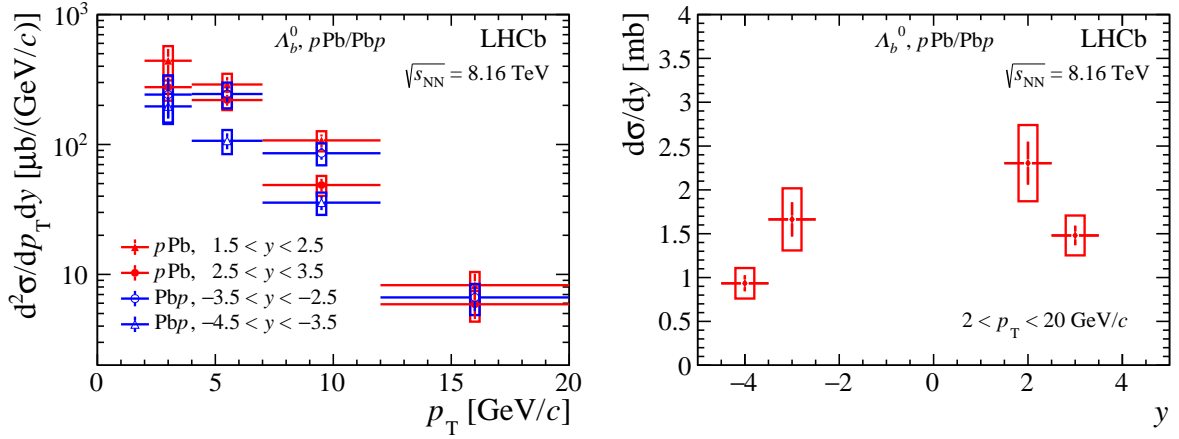 Λb⁰, pPb/Pbp LHCb
√sNN = 8.16 TeV
d²σ/dpTdy [μb/(GeV/c)]
10³
10²
10
pPb, 1.5 < y < 2.5
pPb, 2.5 < y < 3.5
Pbp, −3.5 < y < −2.5
Pbp, −4.5 < y < −3.5
0 5 10 15 20
pT [GeV/c]
Λb⁰, pPb/Pbp LHCb
√sNN = 8.16 TeV
dσ/dy [mb]
4
3.5
3
2.5
2
1.5
1
0.5
0
2 < pT < 20 GeV/c
−4 −2 0 2 4
y